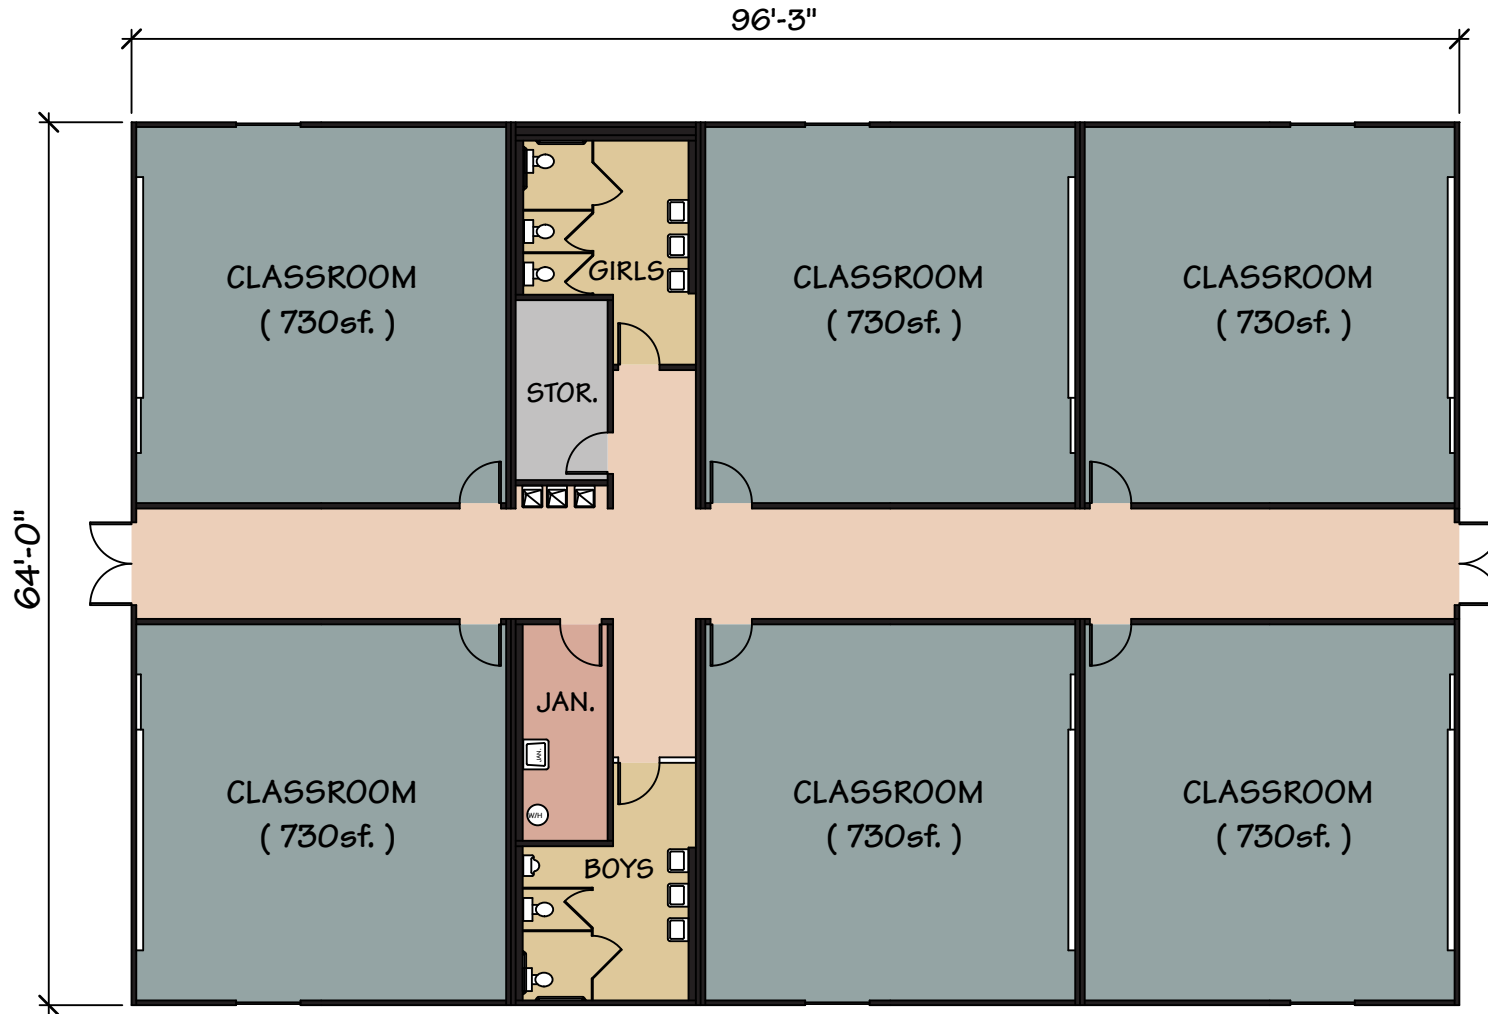 96'-3"
64'-0"
CLASSROOM
( 730sf. )
GIRLS
CLASSROOM
( 730sf. )
CLASSROOM
( 730sf. )
STOR.
JAN.
JAN.
W/H
CLASSROOM
( 730sf. )
BOYS
CLASSROOM
( 730sf. )
CLASSROOM
( 730sf. )